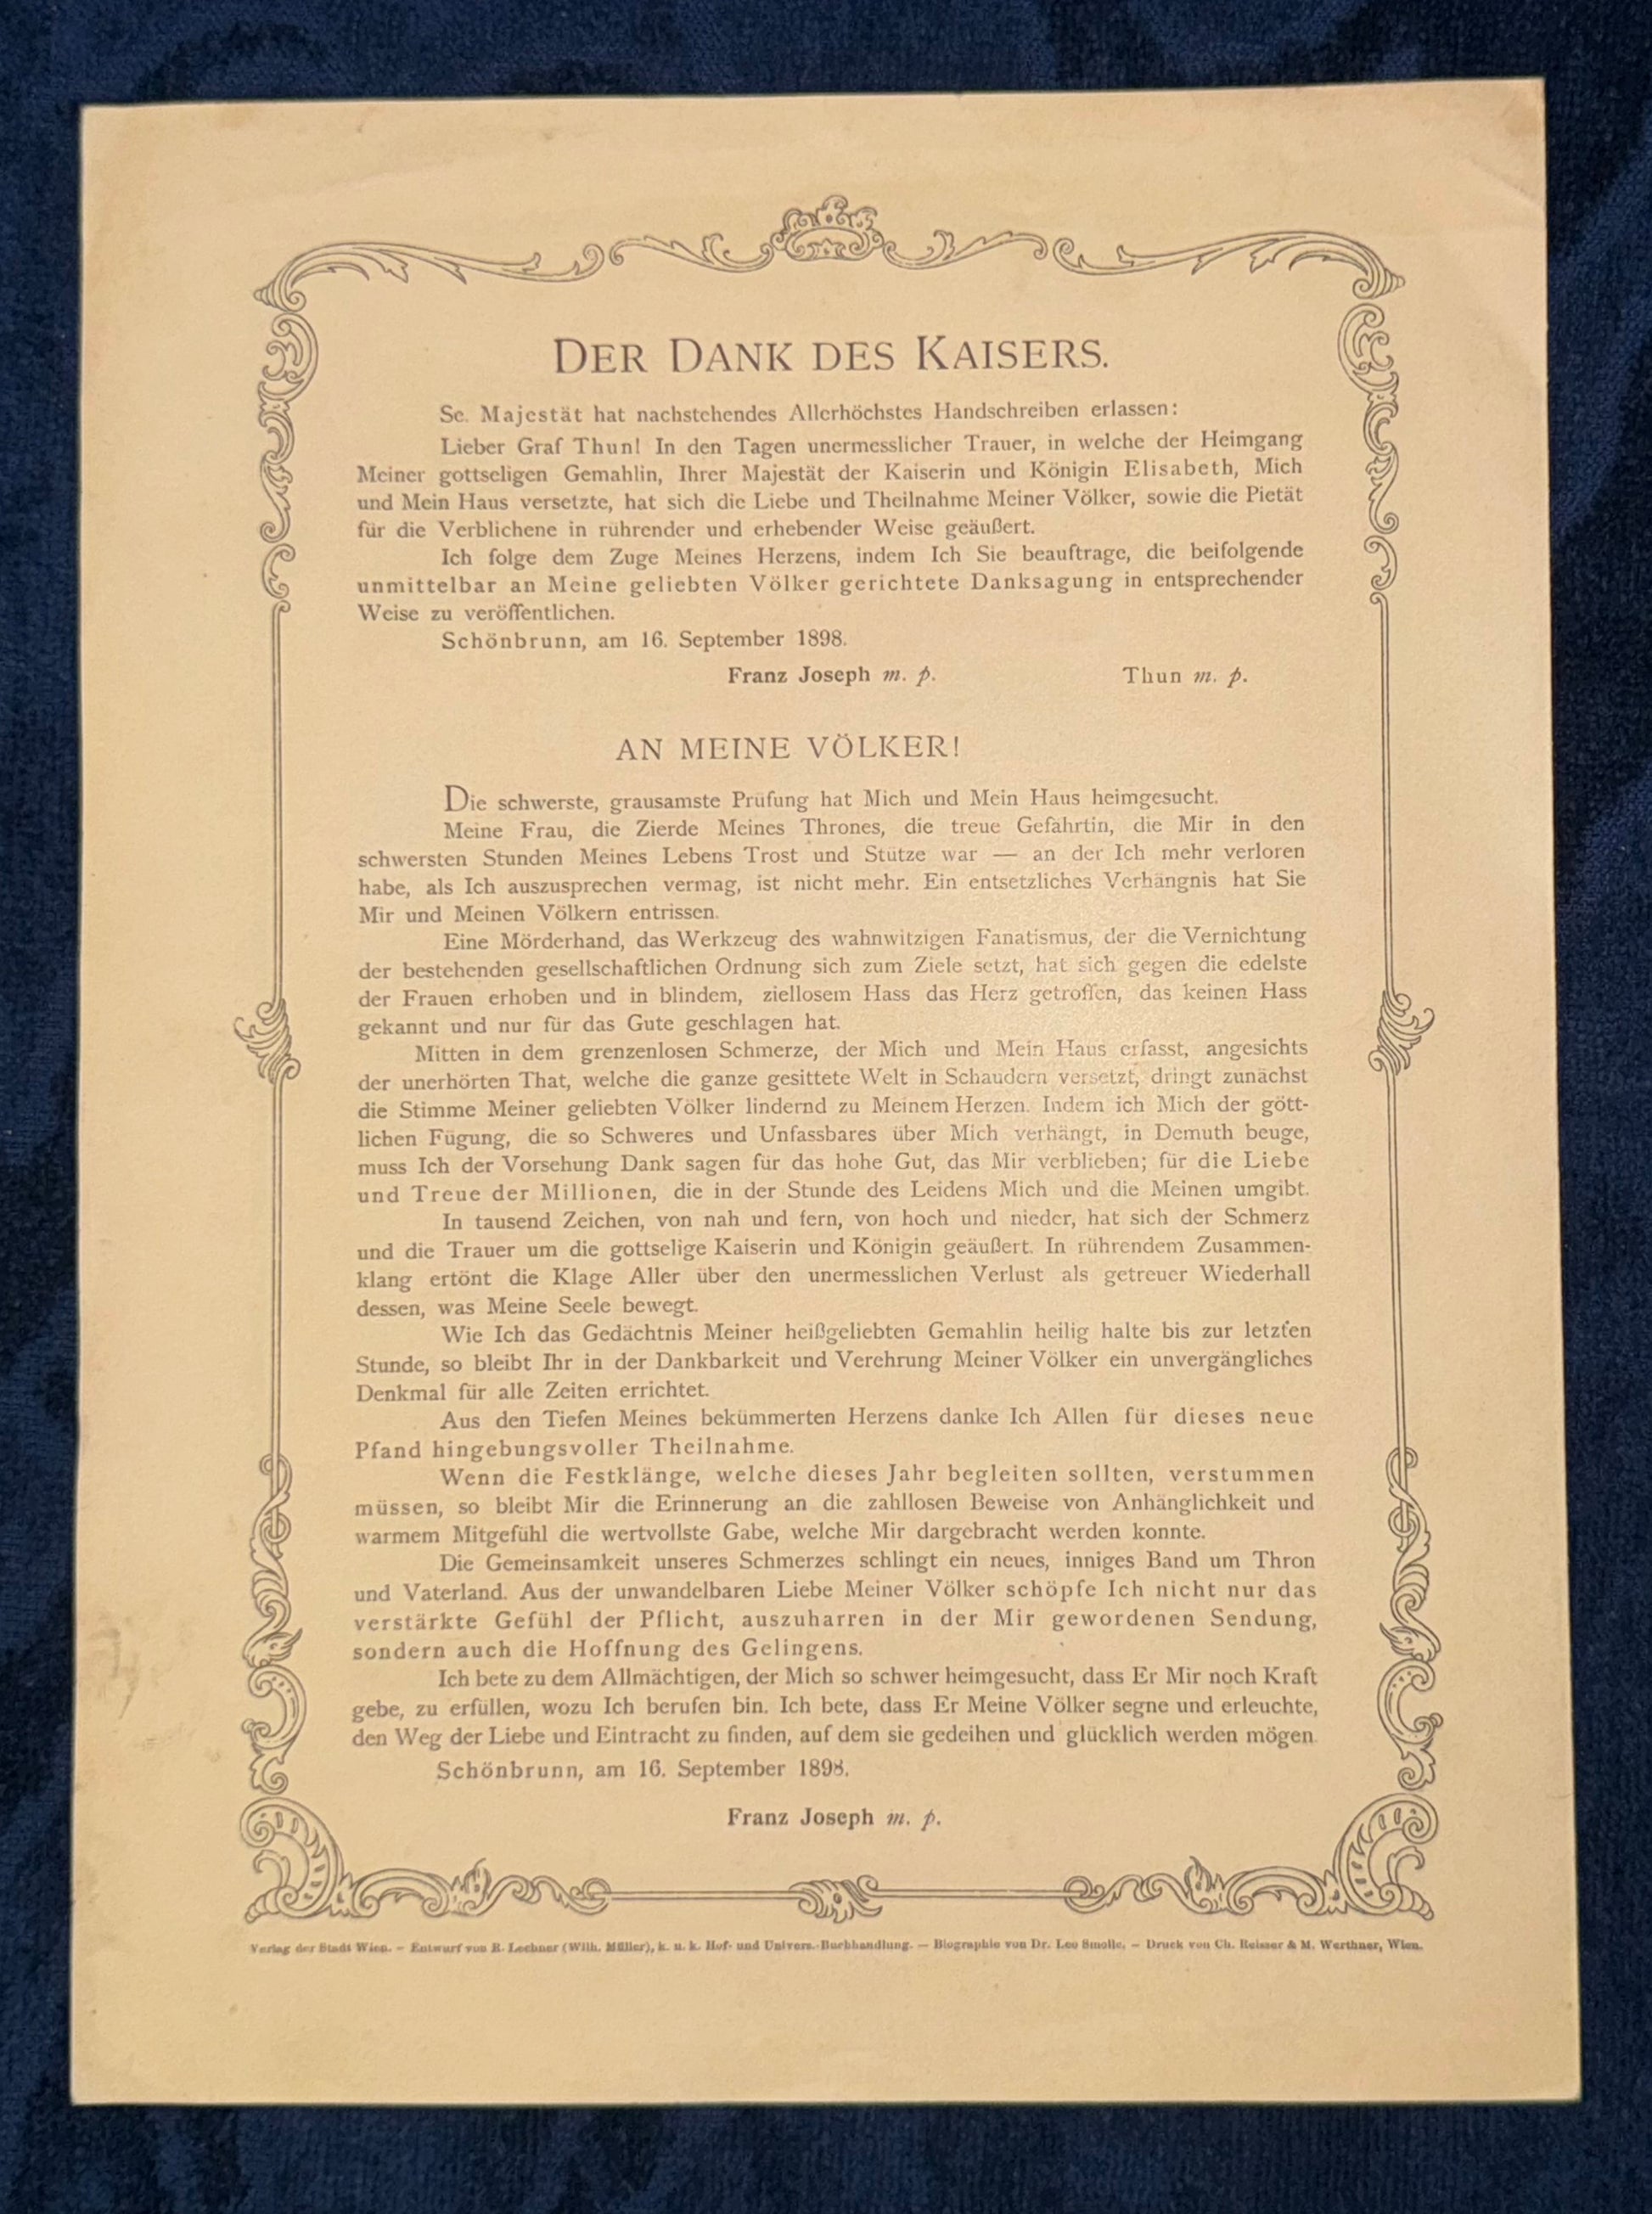 DER DANK DES KAISERS.
Se. Majestät hat nachstehendes Allerhöchstes Handschreiben erlassen:
Lieber Graf Thun! In den Tagen unermesslicher Trauer, in welche der Heimgang
Meiner gottseligen Gemahlin, Ihrer Majestät der Kaiserin und Königin Elisabeth, Mich
und Mein Haus versetzte, hat sich die Liebe und Theilnahme Meiner Völker, sowie die Pietät
für die Verblichene in rührender und erhebender Weise geäußert.
Ich folge dem Zuge Meines Herzens, indem Ich Sie beauftrage, die beifolgende
unmittelbar an Meine geliebten Völker gerichtete Danksagung in entsprechender
Weise zu veröffentlichen.
Schönbrunn, am 16. September 1898.
Franz Joseph m. p. Thun m. p.
AN MEINE VÖLKER!
Die schwerste, grausamste Prüfung hat Mich und Mein Haus heimgesucht.
Meine Frau, die Zierde Meines Thrones, die treue Gefährtin, die Mir in den
schwersten Stunden Meines Lebens Trost und Stütze war — an der Ich mehr verloren
habe, als Ich auszusprechen vermag, ist nicht mehr. Ein entsetzliches Verhängnis hat Sie
Mir und Meinen Völkern entrissen.
Eine Mörderhand, das Werkzeug des wahnwitzigen Fanatismus, der die Vernichtung
der bestehenden gesellschaftlichen Ordnung sich zum Ziele setzt, hat sich gegen die edelste
der Frauen erhoben und in blindem, ziellosem Hass das Herz getroffen, das keinen Hass
gekannt und nur für das Gute geschlagen hat.
Mitten in dem grenzenlosen Schmerze, der Mich und Mein Haus erfasst, angesichts
der unerhörten That, welche die ganze gesittete Welt in Schaudern versetzt, dringt zunächst
die Stimme Meiner geliebten Völker lindernd zu Meinem Herzen. Indem ich Mich der gött-
lichen Fügung, die so Schweres und Unfassbares über Mich verhängt, in Demuth beuge,
muss Ich der Vorsehung Dank sagen für das hohe Gut, das Mir verblieben; für die Liebe
und Treue der Millionen, die in der Stunde des Leidens Mich und die Meinen umgibt.
In tausend Zeichen, von nah und fern, von hoch und nieder, hat sich der Schmerz
und die Trauer um die gottselige Kaiserin und Königin geäußert. In rührendem Zusammen-
klang ertönt die Klage Aller über den unermesslichen Verlust als getreuer Wiederhall
dessen, was Meine Seele bewegt.
Wie Ich das Gedächtnis Meiner heißgeliebten Gemahlin heilig halte bis zur letzten
Stunde, so bleibt Ihr in der Dankbarkeit und Verehrung Meiner Völker ein unvergängliches
Denkmal für alle Zeiten errichtet.
Aus den Tiefen Meines bekümmerten Herzens danke Ich Allen für dieses neue
Pfand hingebungsvoller Theilnahme.
Wenn die Festklänge, welche dieses Jahr begleiten sollten, verstummen
müssen, so bleibt Mir die Erinnerung an die zahllosen Beweise von Anhänglichkeit und
warmem Mitgefühl die wertvollste Gabe, welche Mir dargebracht werden konnte.
Die Gemeinsamkeit unseres Schmerzes schlingt ein neues, inniges Band um Thron
und Vaterland. Aus der unwandelbaren Liebe Meiner Völker schöpfe Ich nicht nur das
verstärkte Gefühl der Pflicht, auszuharren in der Mir gewordenen Sendung,
sondern auch die Hoffnung des Gelingens.
Ich bete zu dem Allmächtigen, der Mich so schwer heimgesucht, dass Er Mir noch Kraft
gebe, zu erfüllen, wozu Ich berufen bin. Ich bete, dass Er Meine Völker segne und erleuchte,
den Weg der Liebe und Eintracht zu finden, auf dem sie gedeihen und glücklich werden mögen.
Schönbrunn, am 16. September 1898.
Franz Joseph m. p.
Verlag der Stadt Wien. – Entwurf von R. Lechner (Wilh. Müller), k. u. k. Hof- und Univers.-Buchhandlung. – Biographie von Dr. Leo Smolle. – Druck von Ch. Reisser & M. Werthner, Wien.